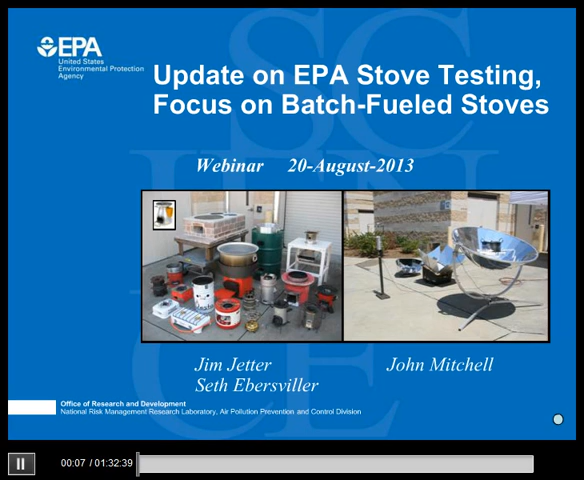 EPA
United States
Environmental Protection
Agency
Update on EPA Stove Testing,
Focus on Batch-Fueled Stoves
Webinar 20-August-2013
Jim Jetter
John Mitchell
Seth Ebersviller
Office of Research and Development
National Risk Management Research Laboratory, Air Pollution Prevention and Control Division
00:07 / 01:32:39